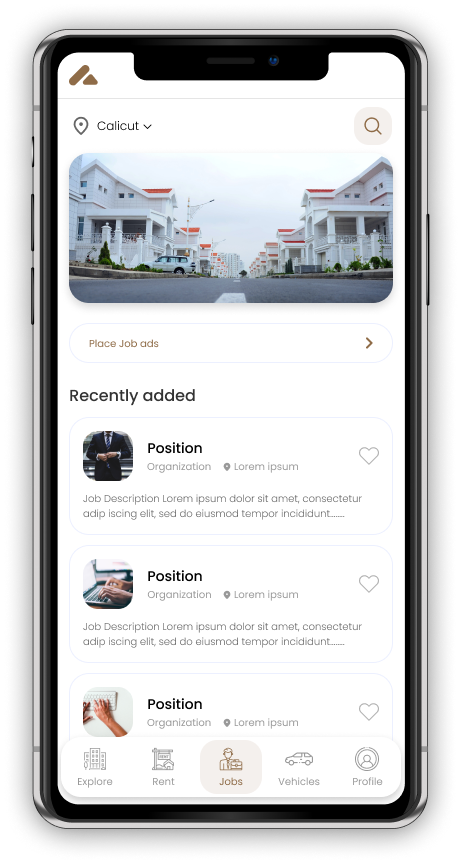 Calicut
Place Job ads
Recently added
Position
Organization Lorem ipsum
Job Description Lorem ipsum dolor sit amet, consectetur
adip iscing elit, sed do eiusmod tempor incididunt......
Position
Organization Lorem ipsum
Job Description Lorem ipsum dolor sit amet, consectetur
adip iscing elit, sed do eiusmod tempor incididunt......
Position
Organization Lorem ipsum
RENT
Explore Rent Jobs Vehicles Profile